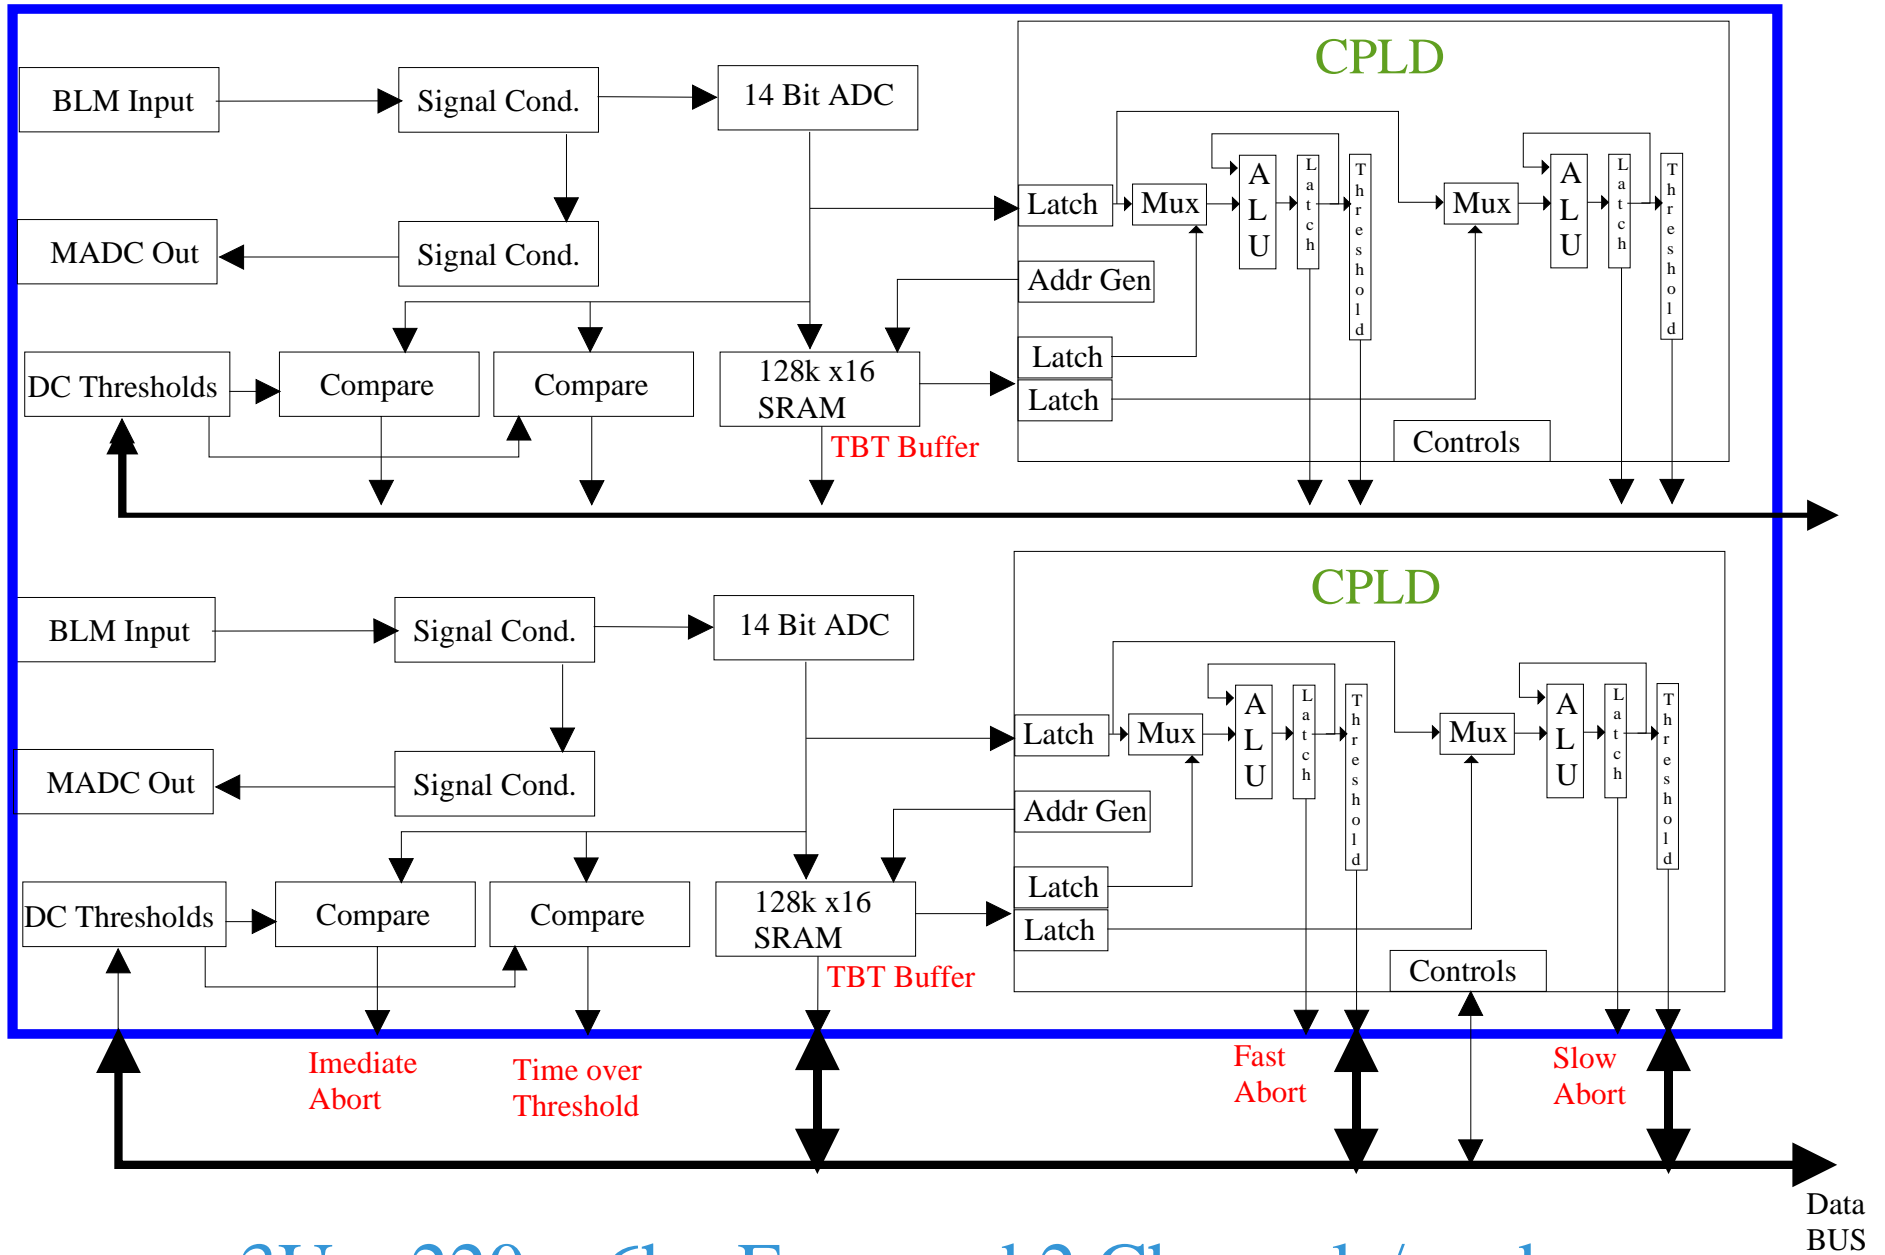 CPLD
BLM Input
Signal Cond.
14 Bit ADC
Latch
Mux
ALU
Latch
Threshold
Mux
ALU
Latch
Threshold
MADC Out
Signal Cond.
Addr Gen
DC Thresholds
Compare
Compare
128k x16
SRAM
Latch
Latch
TBT Buffer
Controls
CPLD
BLM Input
Signal Cond.
14 Bit ADC
Latch
Mux
ALU
Latch
Threshold
Mux
ALU
Latch
Threshold
MADC Out
Signal Cond.
Addr Gen
DC Thresholds
Compare
Compare
128k x16
SRAM
Latch
Latch
TBT Buffer
Controls
Imediate
Abort
Time over
Threshold
Fast
Abort
Slow
Abort
Data
BUS